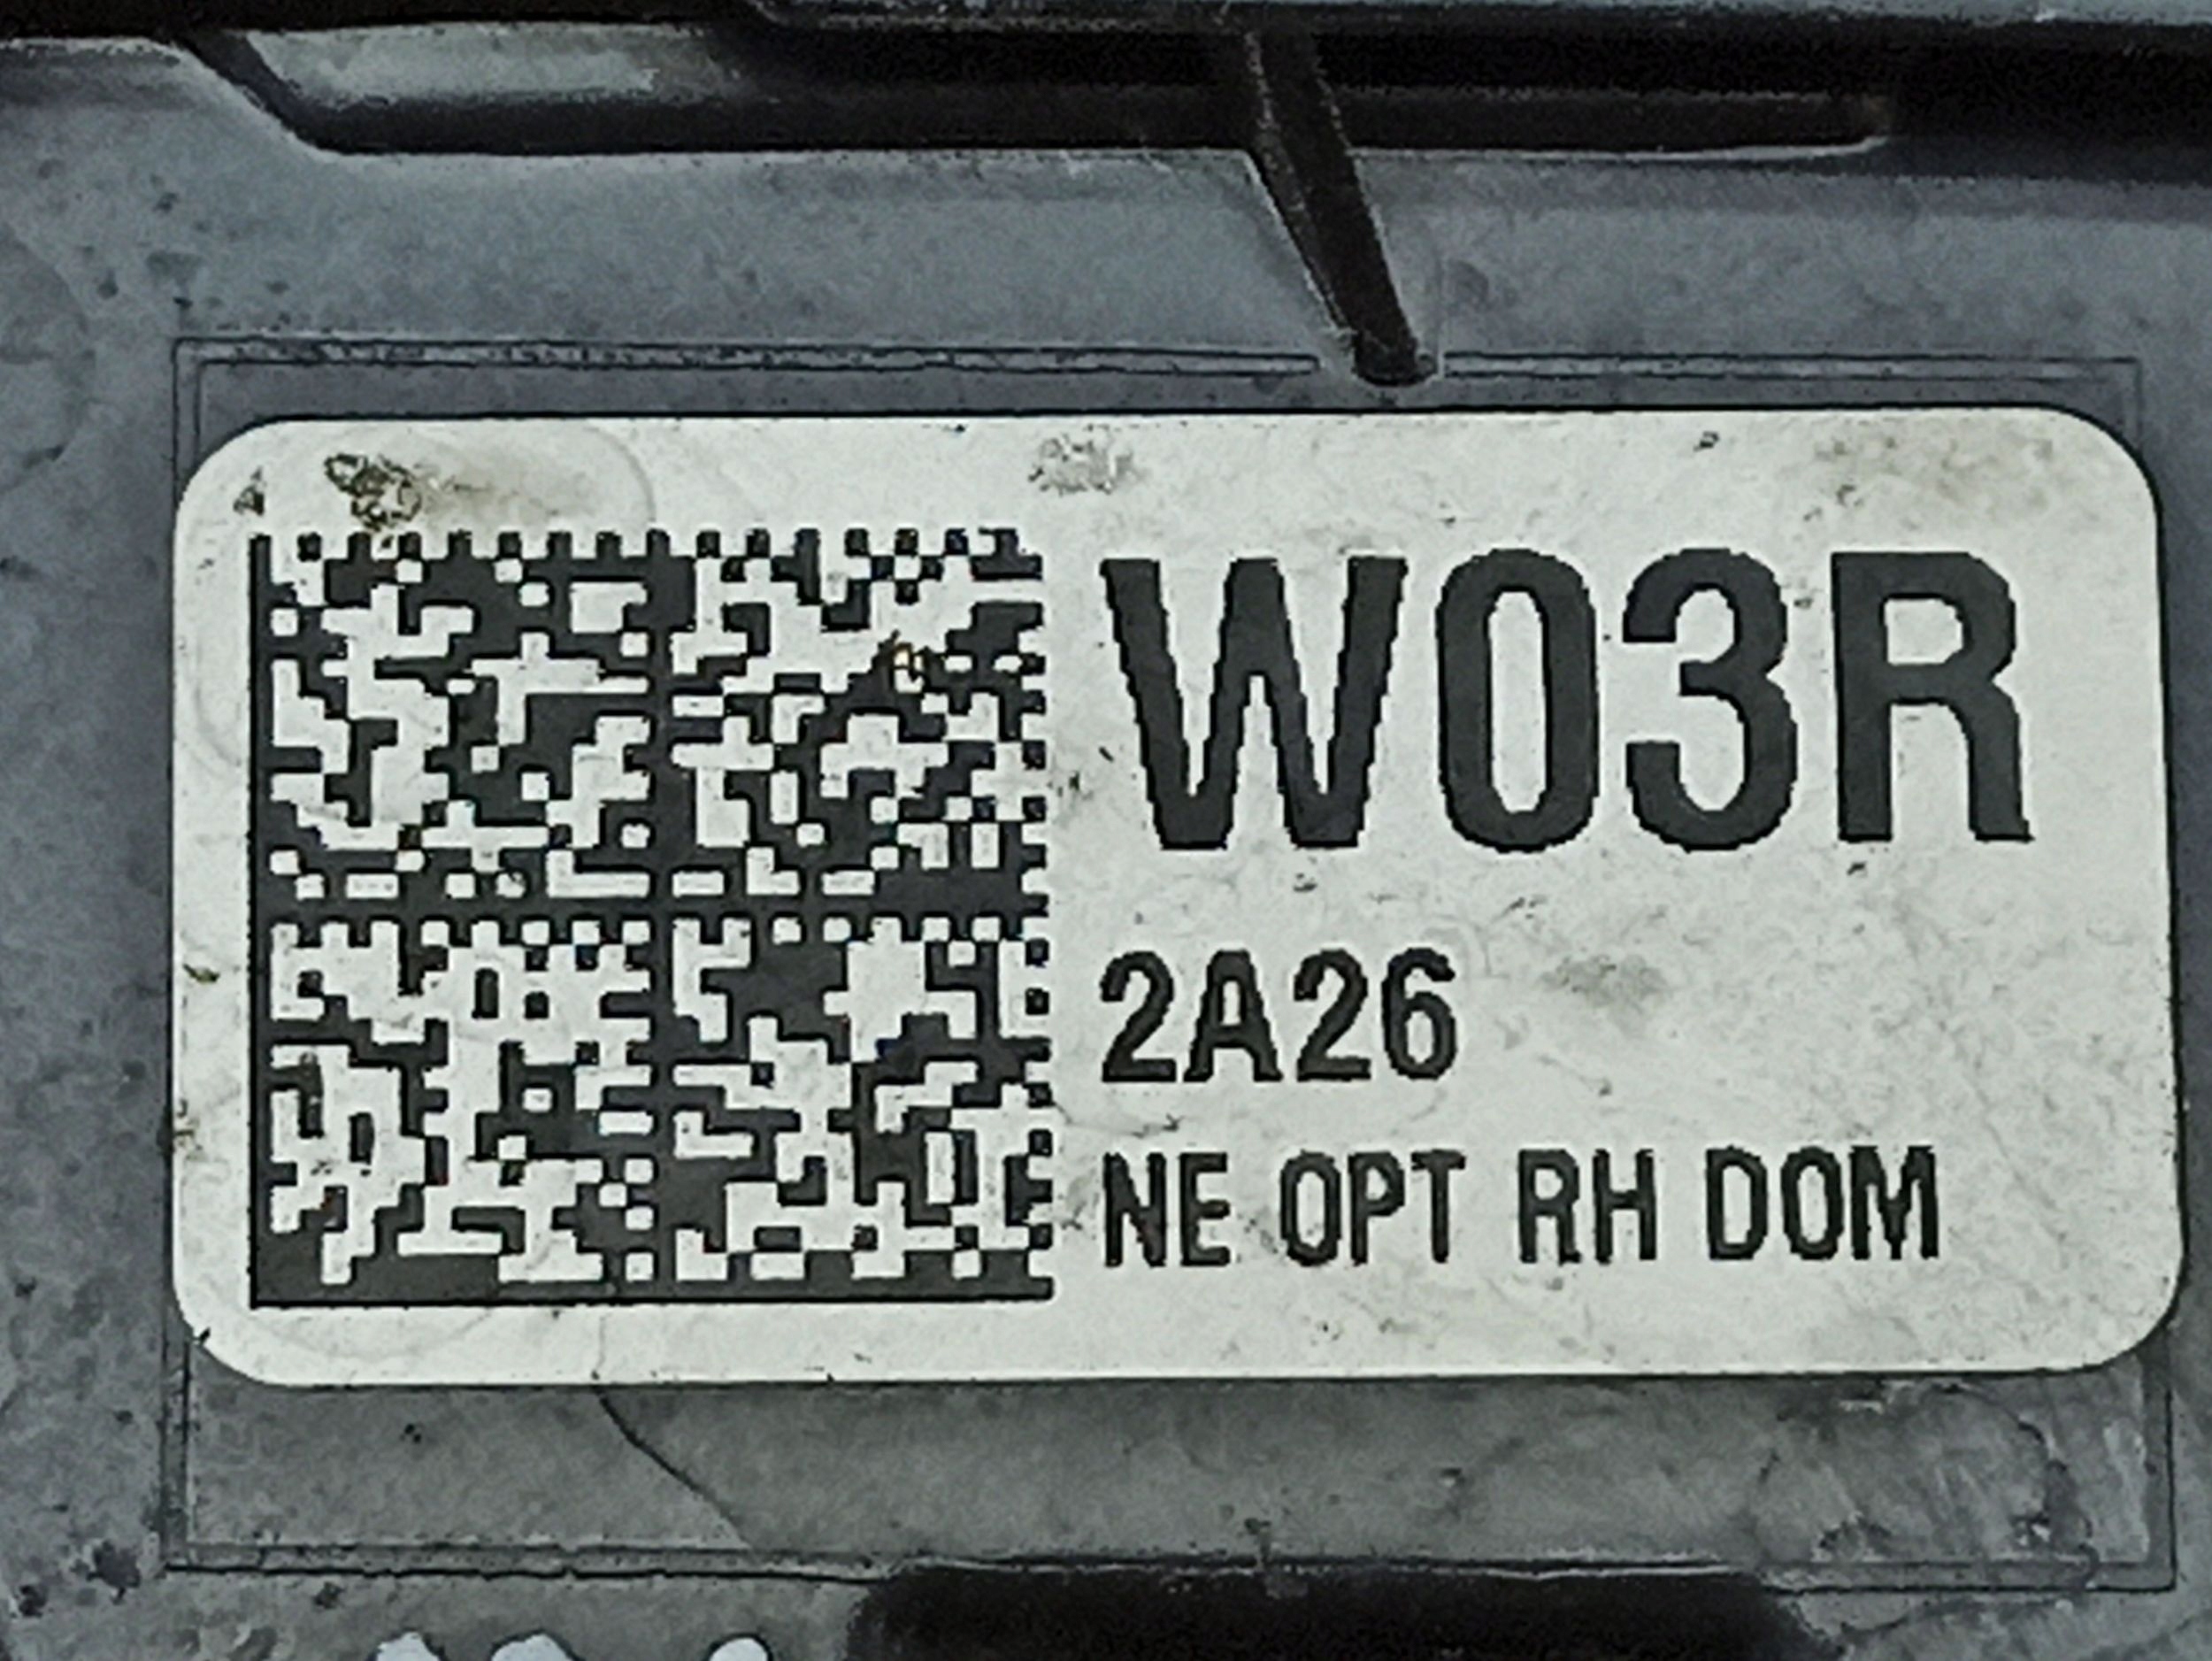 W03R
2A26
NE OPT RH DOM